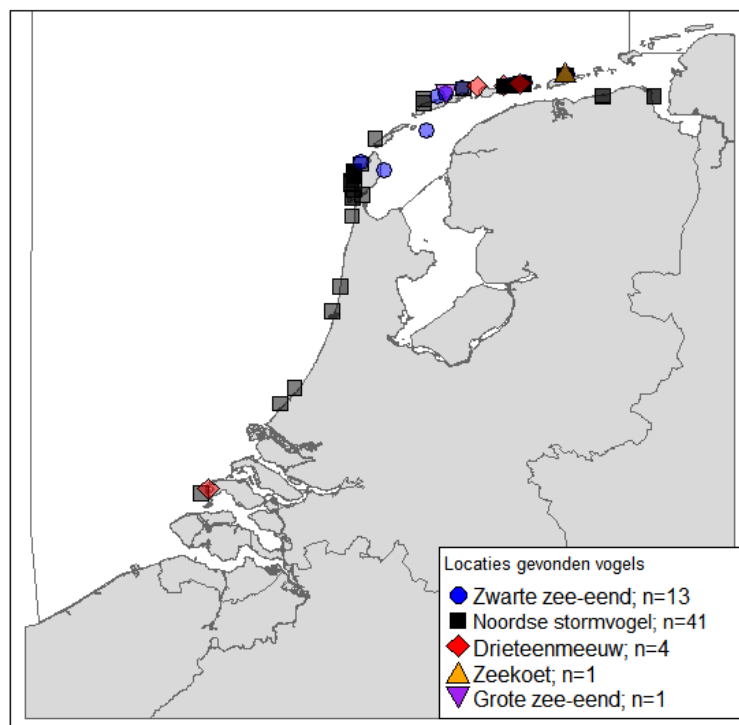 Locaties gevonden vogels
Zwarte zee-eend; n=13
Noordse stormvogel; n=41
Drieteenmeeuw; n=4
Zeekoet; n=1
Grote zee-eend; n=1